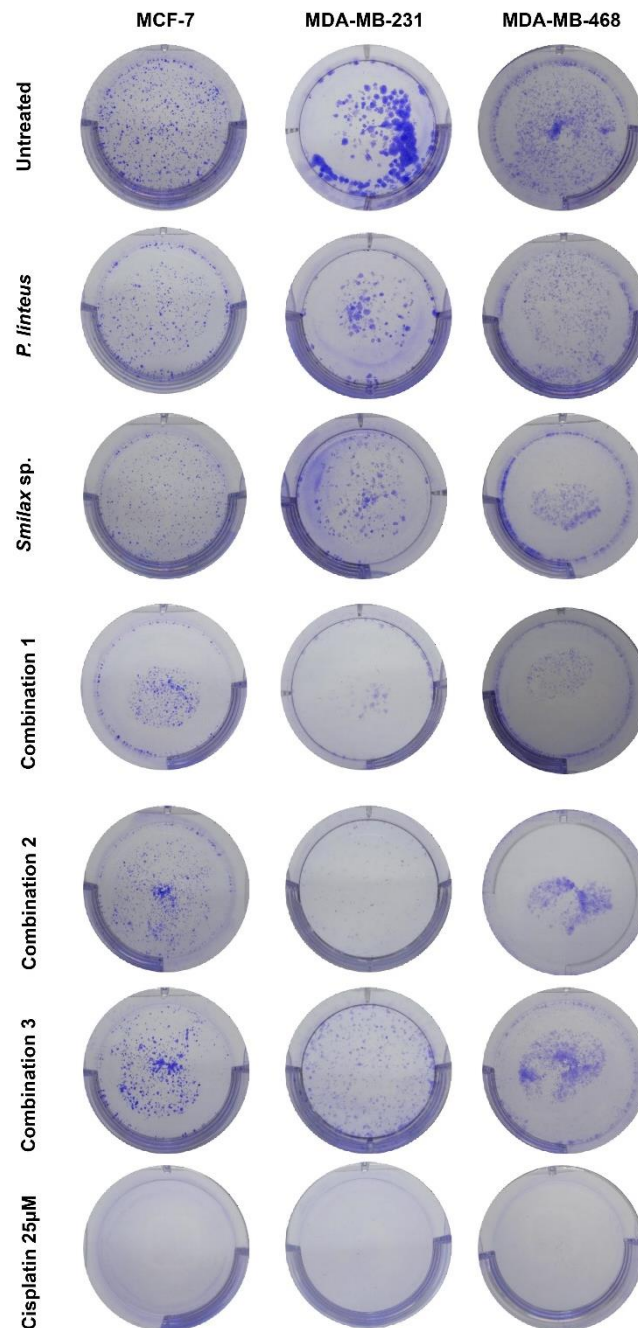 MCF-7 MDA-MB-231 MDA-MB-468
Untreated
P. linteus
Smilax sp.
Combination 1
Combination 2
Combination 3
Cisplatin 25µM